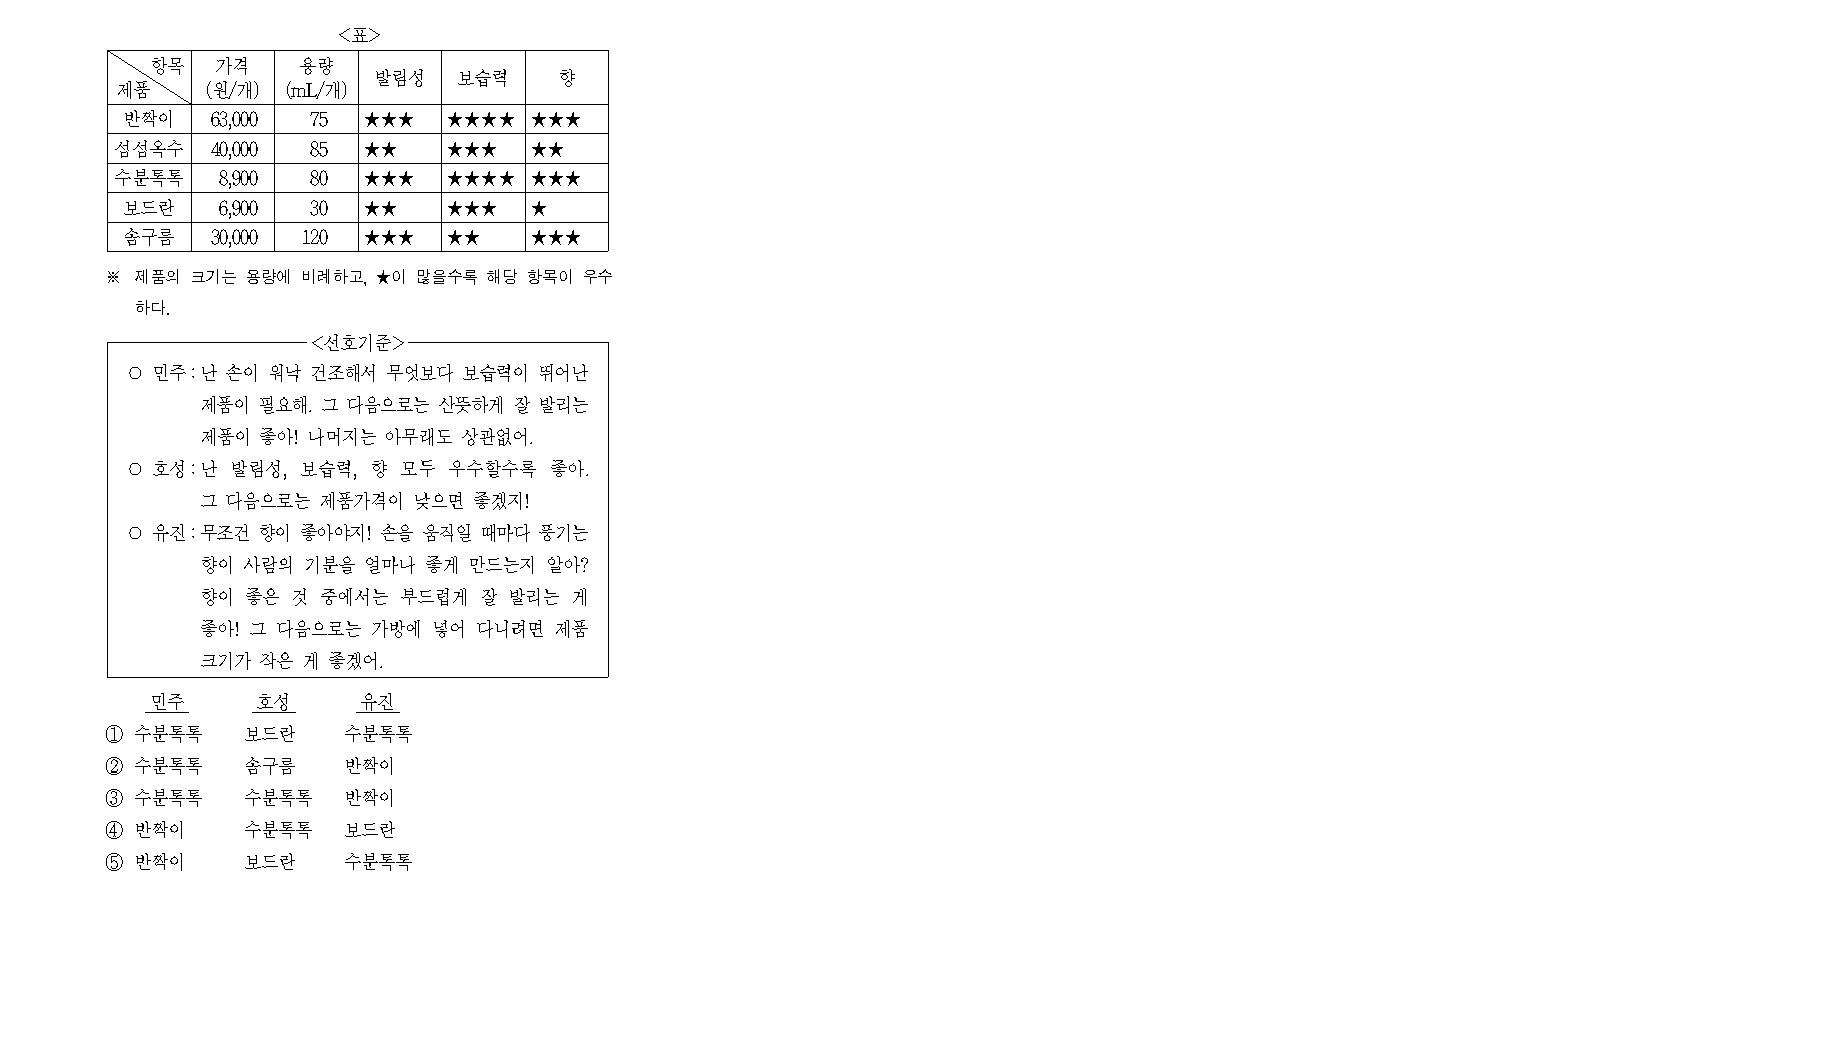 <표>
항목 제품 가격(원/개) 용량(mL/개) 발림성 보습력 향
반짝이 63,000 75 ★★★ ★★★★ ★★★
섬섬옥수 40,000 85 ★★ ★★★ ★★
수분톡톡 8,900 80 ★★★ ★★★★ ★★★
보드란 6,900 30 ★★ ★★★ ★
솜구름 30,000 120 ★★★ ★★ ★★★
※ 제품의 크기는 용량에 비례하고, ★이 많을수록 해당 항목이 우수
하다.
<선호기준>
○ 민주 : 난 손이 워낙 건조해서 무엇보다 보습력이 뛰어난
제품이 필요해. 그 다음으로는 산뜻하게 잘 발리는
제품이 좋아! 나머지는 아무래도 상관없어.
○ 호성 : 난 발림성, 보습력, 향 모두 우수할수록 좋아.
그 다음으로는 제품가격이 낮으면 좋겠지!
○ 유진 : 무조건 향이 좋아야지! 손을 움직일 때마다 풍기는
향이 사람의 기분을 얼마나 좋게 만드는지 알아?
향이 좋은 것 중에서는 부드럽게 잘 발리는 게
좋아! 그 다음으로는 가방에 넣어 다니려면 제품
크기가 작은 게 좋겠어.
민주 호성 유진
① 수분톡톡 보드란 수분톡톡
② 수분톡톡 솜구름 반짝이
③ 수분톡톡 수분톡톡 반짝이
④ 반짝이 수분톡톡 보드란
⑤ 반짝이 보드란 수분톡톡